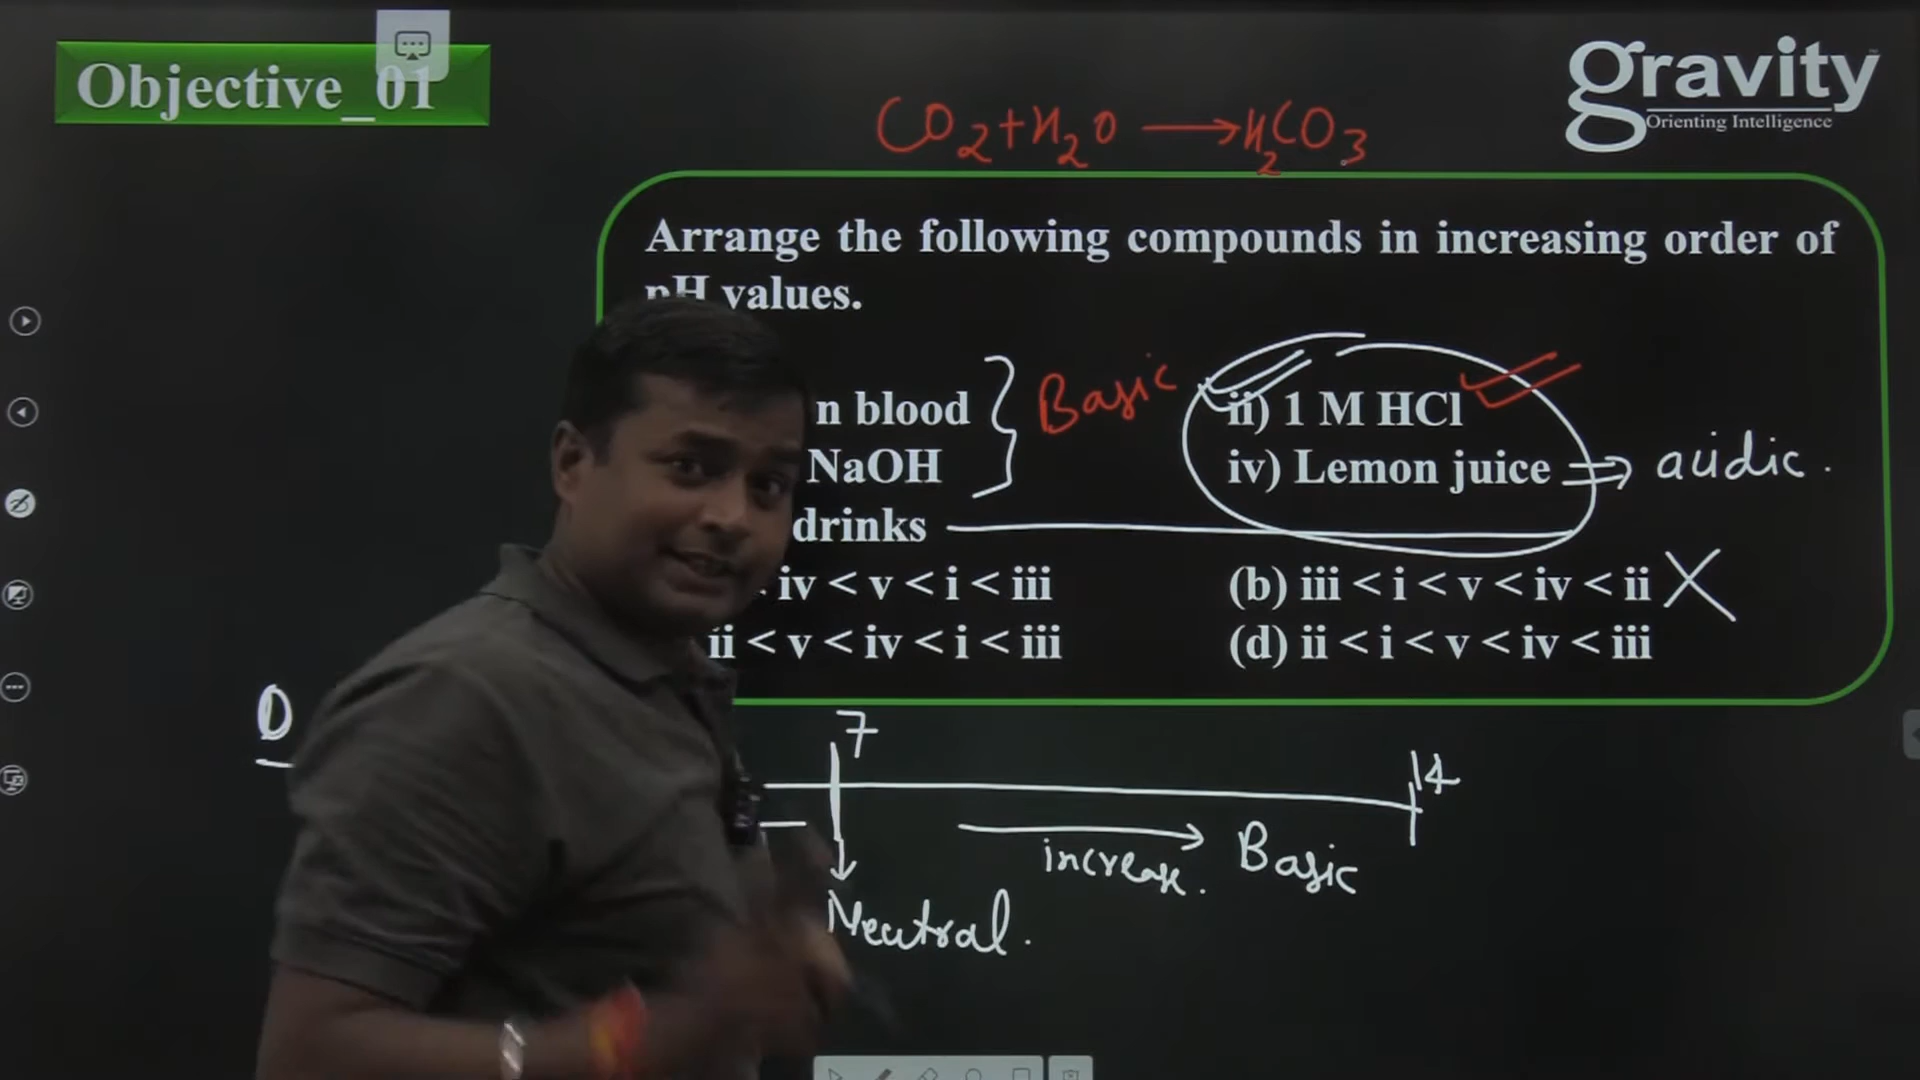 Objective_01
gravity
Orienting Intelligence
CO2+H2O → H2CO3
Arrange the following compounds in increasing order of
pH values.
n blood } Basic
ii) 1 M HCl
NaOH
iv) Lemon juice → acidic.
drinks
iv < v < i < iii
(b) iii < i < v < iv < ii X
ii < v < iv < i < iii
(d) ii < i < v < iv < iii
0
7
14
increase. Basic
Neutral.